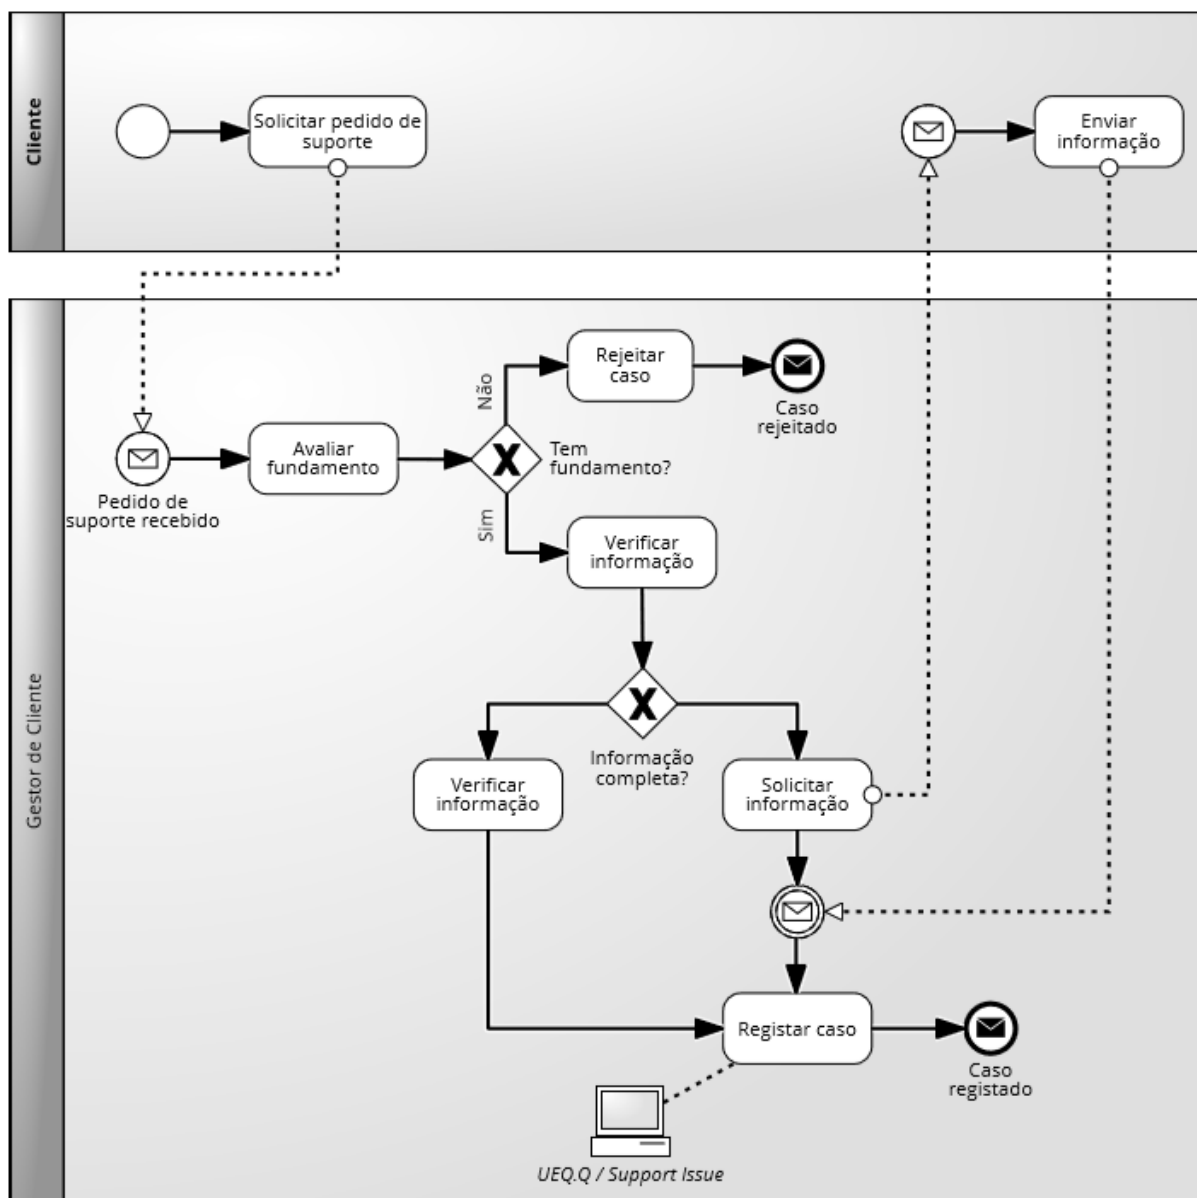 Cliente
Solicitar pedido de
suporte
Enviar
informação
Gestor de Cliente
Pedido de
suporte recebido
Avaliar
fundamento
Tem
fundamento?
Não
Rejeitar
caso
Caso
rejeitado
Sim
Verificar
informação
Informação
completa?
Verificar
informação
Solicitar
informação
Registar caso
Caso
registado
UEQ.Q / Support Issue